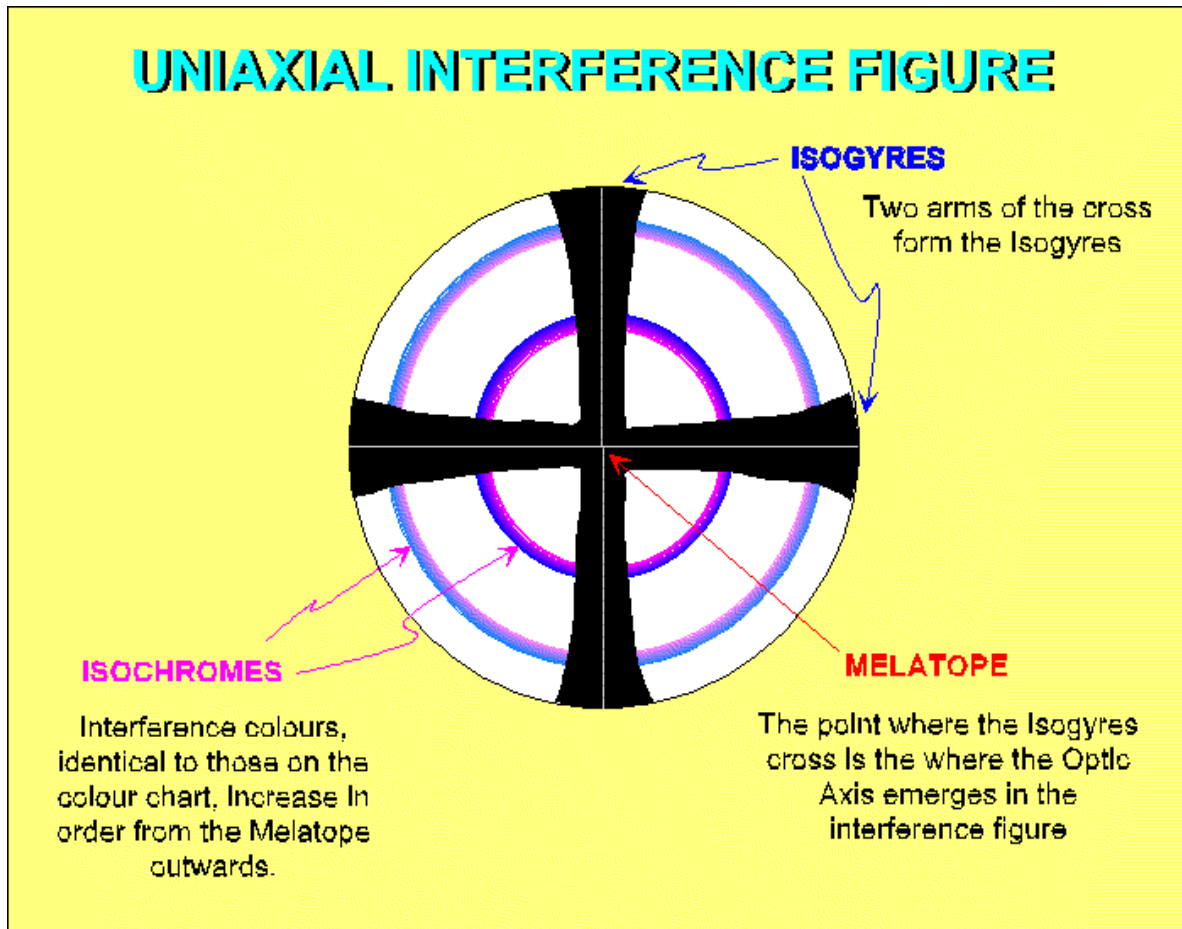 UNIAXIAL INTERFERENCE FIGURE
ISOGYRES
Two arms of the cross
form the Isogyres
ISOCHROMES
Interference colours,
identical to those on the
colour chart, Increase In
order from the Melatope
outwards.
MELATOPE
The point where the Isogyres
cross Is the where the Optic
Axis emerges in the
interference figure